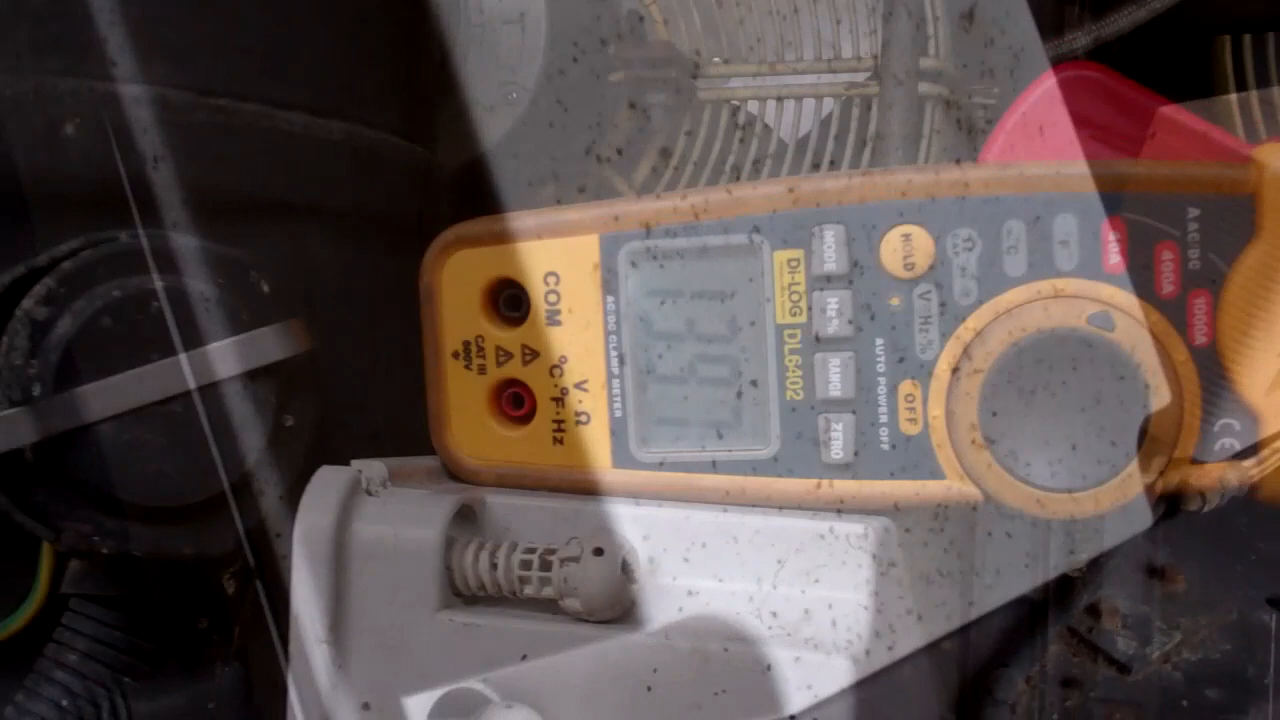 A AC/DC
40A
400A
1000A
°C
°F
HOLD
V Hz%
OFF
AUTO POWER OFF
CE
MODE
Hz%
RANGE
ZERO
Di-LOG DL6402
AC/DC CLAMP METER
COM
V·Ω
°C·°F·Hz
CAT III
600V